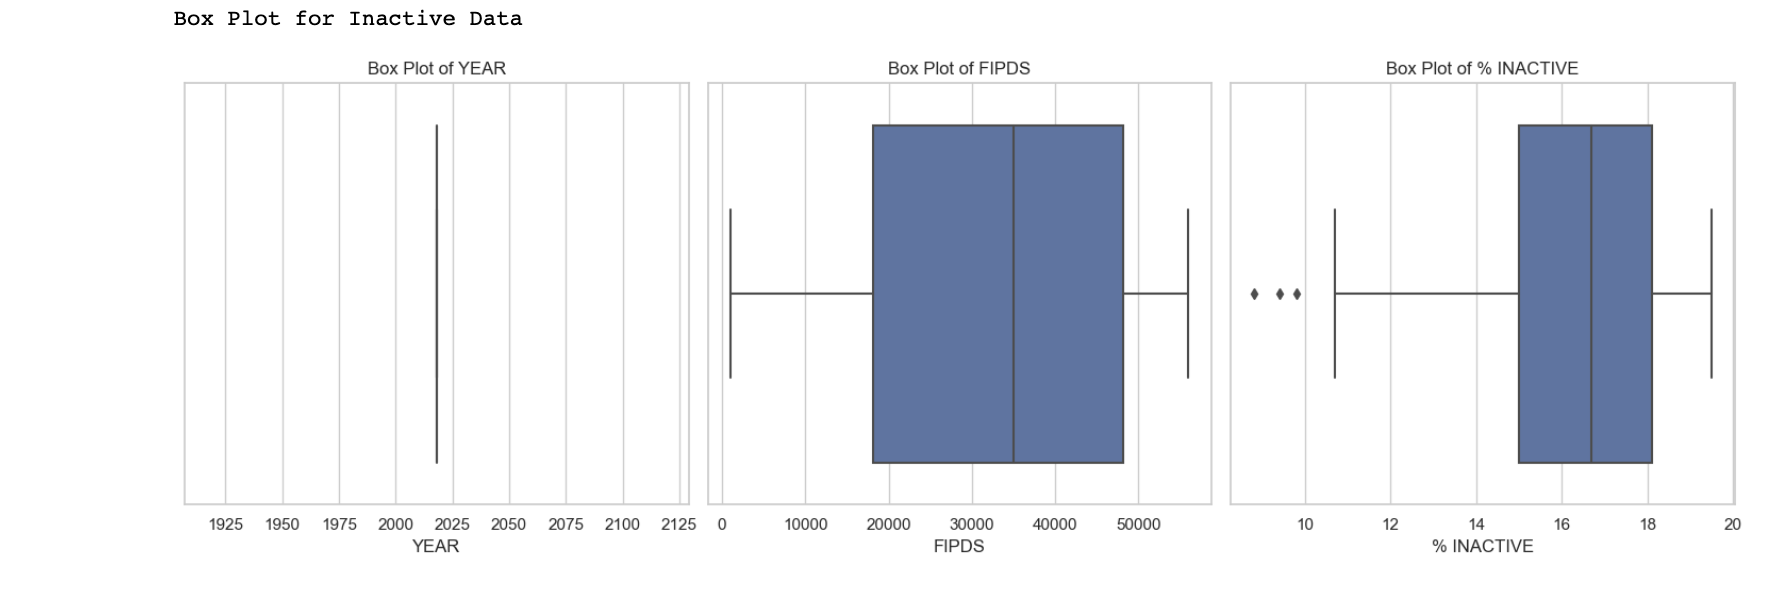 Box Plot for Inactive Data
Box Plot of YEAR
Box Plot of FIPDS
Box Plot of % INACTIVE
1925 1950 1975 2000 2025 2050 2075 2100 2125
0 10000 20000 30000 40000 50000
10 12 14 16 18 20
YEAR
FIPDS
% INACTIVE